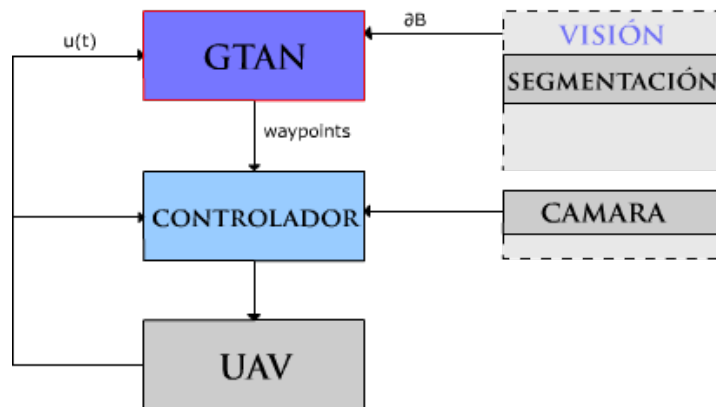 u(t)
GTAN
∂B
VISIÓN
SEGMENTACIÓN
waypoints
CONTROLADOR
CAMARA
UAV